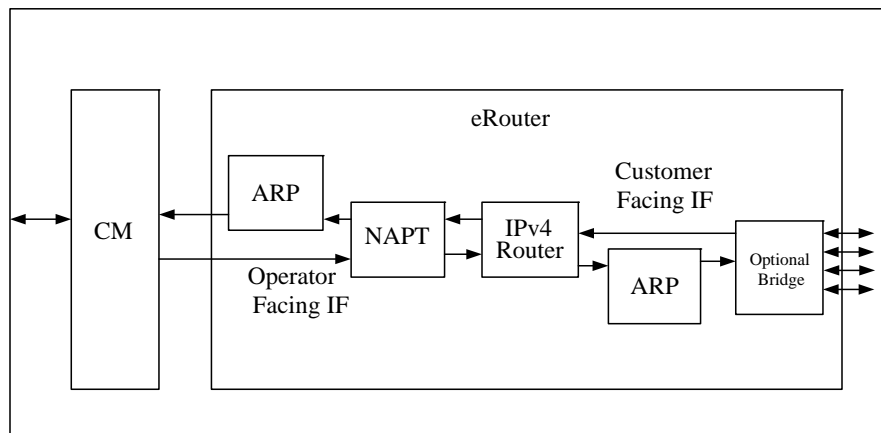 eRouter
Customer
Facing IF
ARP
CM
NAPT
IPv4
Router
Operator
Facing IF
ARP
Optional
Bridge